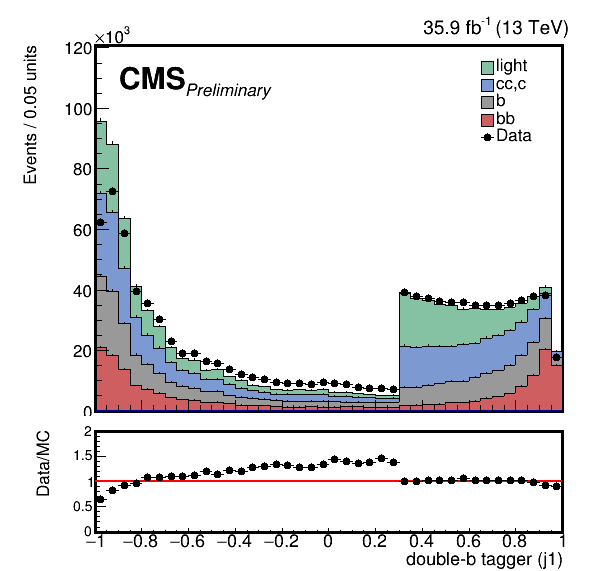 35.9 fb⁻¹ (13 TeV)
×10³
CMS Preliminary
light
cc,c
b
bb
Data
Events / 0.05 units
120
100
80
60
40
20
0
Data/MC
2
1.5
1
0.5
0
−1 −0.8 −0.6 −0.4 −0.2 0 0.2 0.4 0.6 0.8 1
double-b tagger (j1)